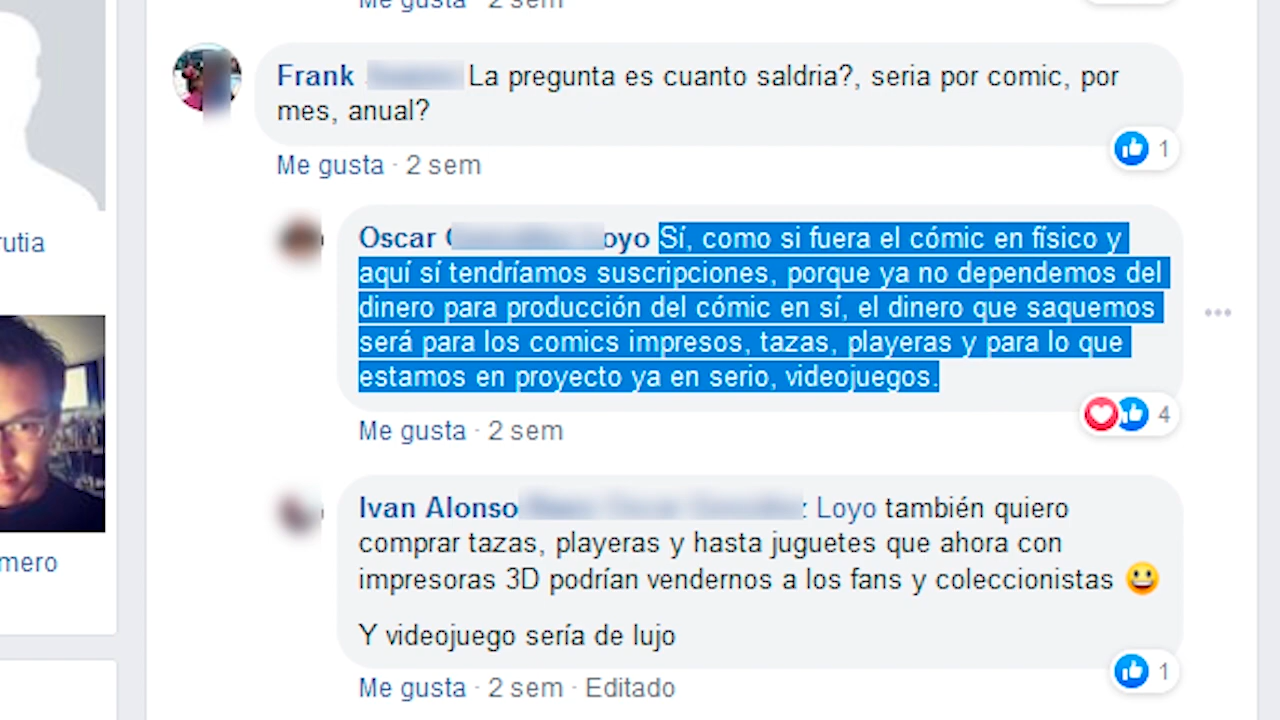 Me gusta · 2 sem
Frank La pregunta es cuanto saldria?, seria por comic, por
mes, anual?
1
Me gusta · 2 sem
rutia
Oscar oyo Sí, como si fuera el cómic en físico y
aquí sí tendríamos suscripciones, porque ya no dependemos del
dinero para producción del cómic en sí, el dinero que saquemos
será para los comics impresos, tazas, playeras y para lo que
estamos en proyecto ya en serio, videojuegos.
4
Me gusta · 2 sem
Ivan Alonso Loyo también quiero
comprar tazas, playeras y hasta juguetes que ahora con
impresoras 3D podrían vendernos a los fans y coleccionistas 😀
mero
Y videojuego sería de lujo
1
Me gusta · 2 sem · Editado